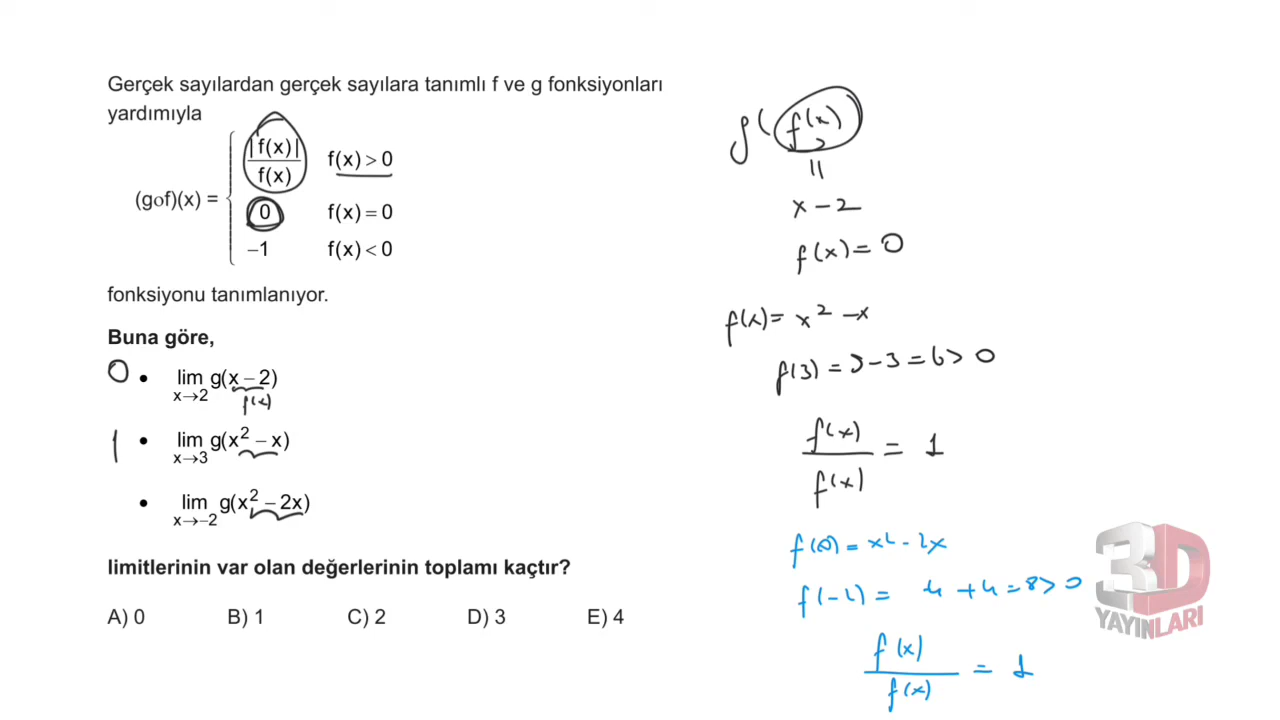 Gerçek sayılardan gerçek sayılara tanımlı f ve g fonksiyonları
yardımıyla
(gof)(x) =
|f(x)| / f(x)   f(x) > 0
0   f(x) = 0
−1   f(x) < 0
fonksiyonu tanımlanıyor.
Buna göre,
0 • lim x→2 g(x − 2)
f(x)
1 • lim x→3 g(x² − x)
• lim x→−2 g(x² − 2x)
limitlerinin var olan değerlerinin toplamı kaçtır?
A) 0   B) 1   C) 2   D) 3   E) 4
g(f(x))
=
x − 2
f(x) = 0
f(x) = x² − x
f(3) = 9 − 3 = 6 > 0
f(x) / f(x) = 1
f(x) = x² − 2x
f(−2) = 4 + 4 = 8 > 0
f(x) / f(x) = 1
3D
YAYINLARI